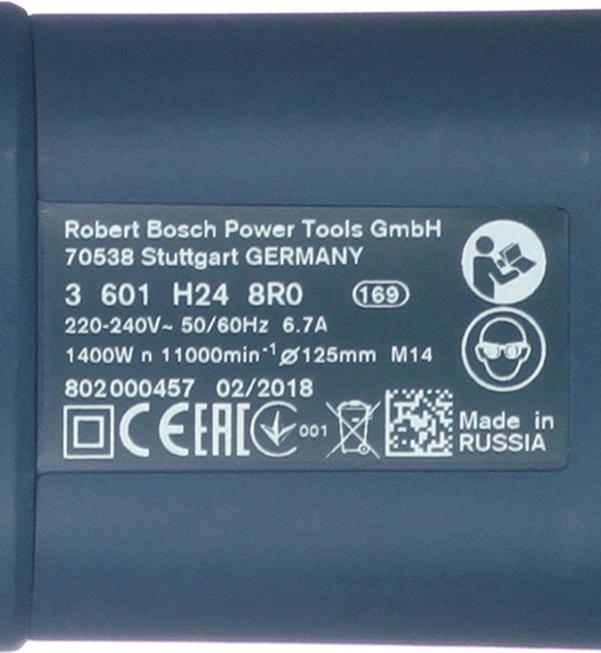 Robert Bosch Power Tools GmbH
70538 Stuttgart GERMANY
3 601 H24 8R0 169
220-240V~ 50/60Hz 6.7A
1400W n 11000min⁻¹ ⌀125mm M14
802000457 02/2018
CE EAC 001
Made in
RUSSIA